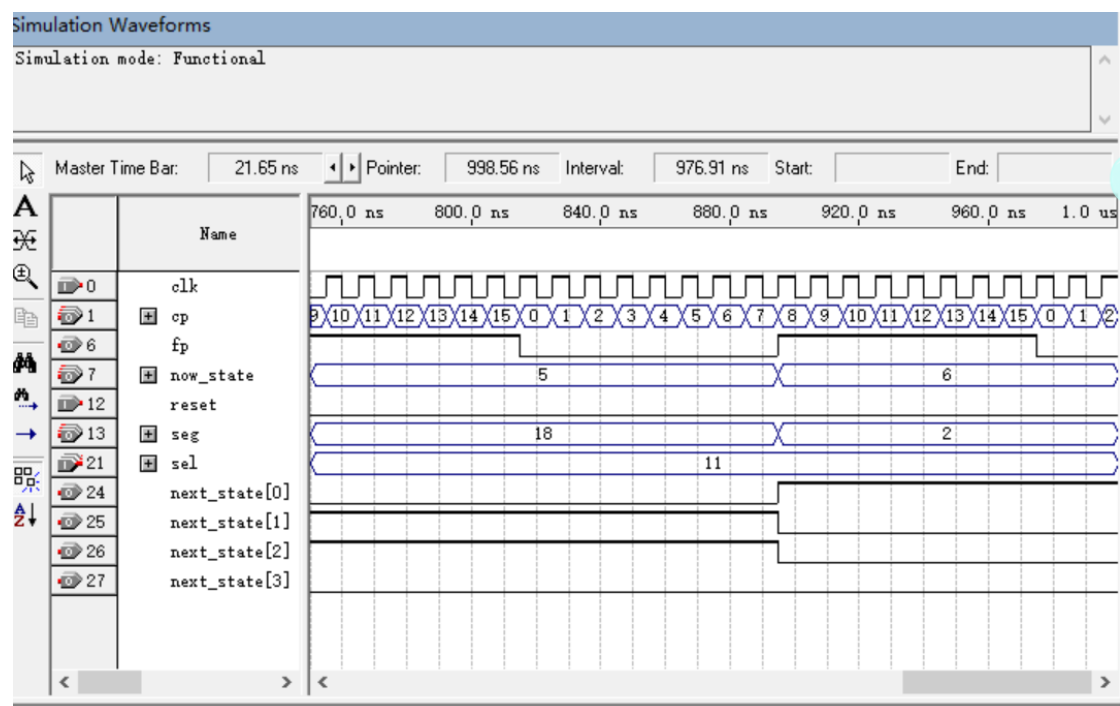 Simulation Waveforms
Simulation mode: Functional
Master Time Bar: 21.65 ns Pointer: 998.56 ns Interval: 976.91 ns Start: End:
A Name 760.0 ns 800.0 ns 840.0 ns 880.0 ns 920.0 ns 960.0 ns 1.0 us
0 clk
1 cp 9 10 11 12 13 14 15 0 1 2 3 4 5 6 7 8 9 10 11 12 13 14 15 0 1 2
6 fp
7 now_state 5 6
12 reset
13 seg 18 2
21 sel 11
24 next_state[0]
A
Z
25 next_state[1]
26 next_state[2]
27 next_state[3]